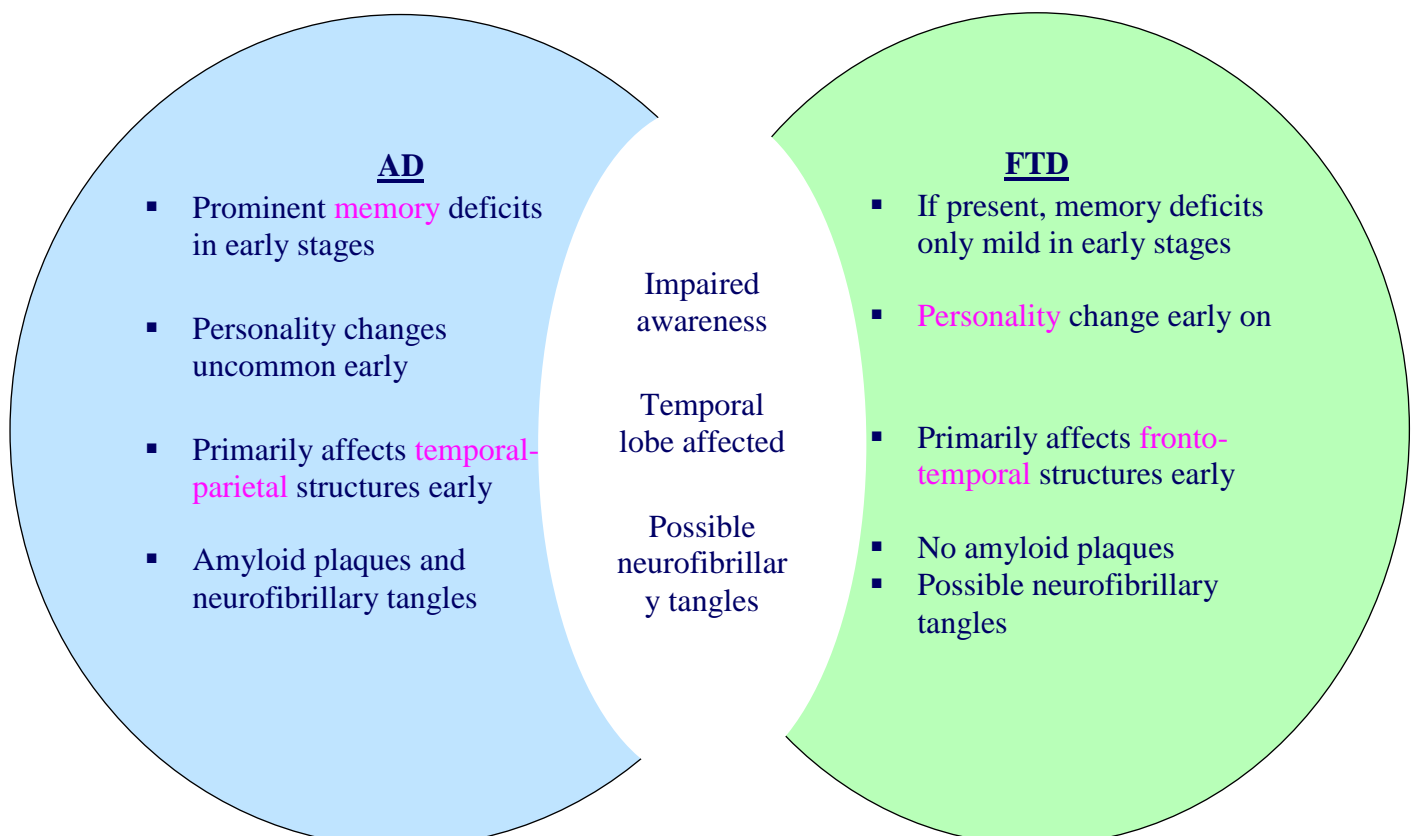 AD
▪ Prominent memory deficits
in early stages
▪ Personality changes
uncommon early
▪ Primarily affects temporal-
parietal structures early
▪ Amyloid plaques and
neurofibrillary tangles
Impaired
awareness
Temporal
lobe affected
Possible
neurofibrillar
y tangles
FTD
▪ If present, memory deficits
only mild in early stages
▪ Personality change early on
▪ Primarily affects fronto-
temporal structures early
▪ No amyloid plaques
▪ Possible neurofibrillary
tangles